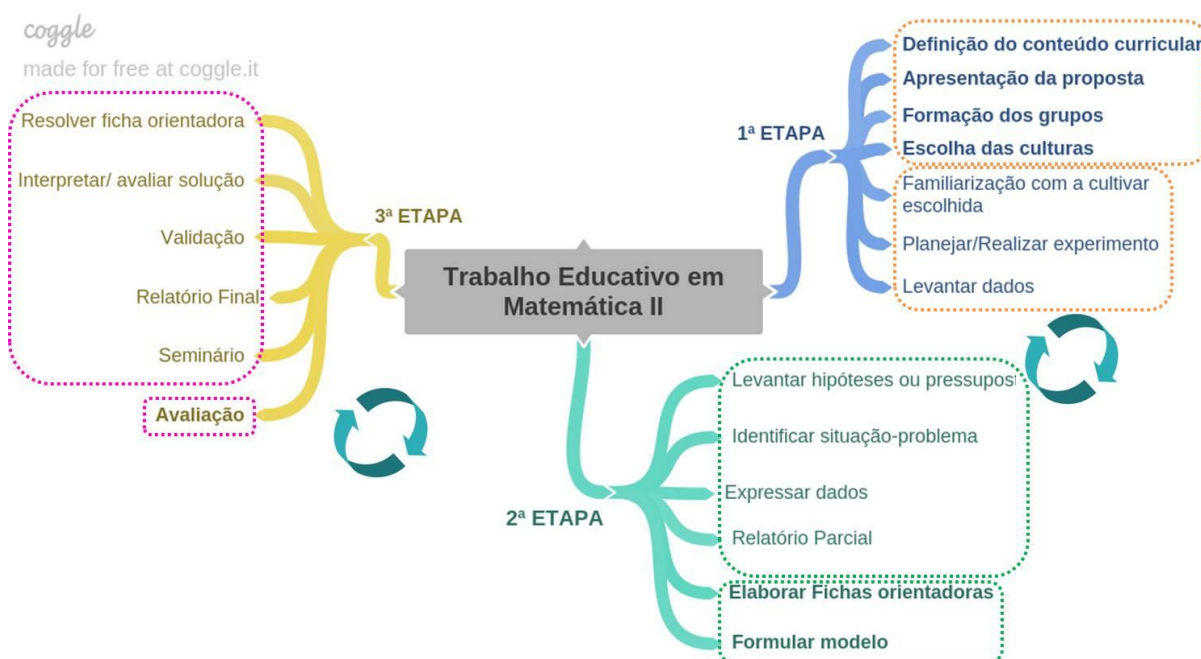 coggle
made for free at coggle.it
Resolver ficha orientadora
Interpretar/ avaliar solução
Validação
Relatório Final
Seminário
Avaliação
3ª ETAPA
Trabalho Educativo em
Matemática II
1ª ETAPA
Definição do conteúdo curricular
Apresentação da proposta
Formação dos grupos
Escolha das culturas
Familiarização com a cultivar
escolhida
Planejar/Realizar experimento
Levantar dados
2ª ETAPA
Levantar hipóteses ou pressupos
Identificar situação-problema
Expressar dados
Relatório Parcial
Elaborar Fichas orientadoras
Formular modelo